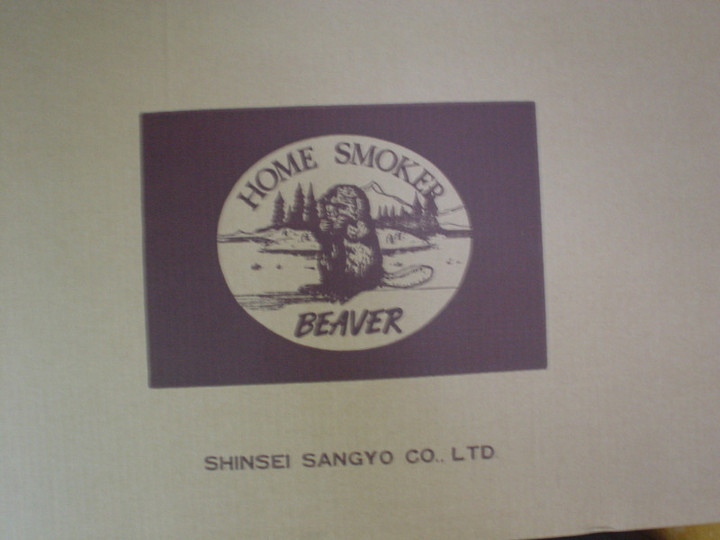 HOME SMOKER
BEAVER
SHINSEI SANGYO CO., LTD